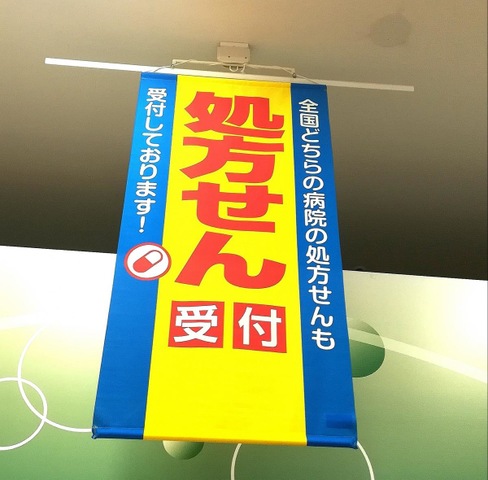 全国どちらの病院の処方せんも
処方せん
受付
受付しております！